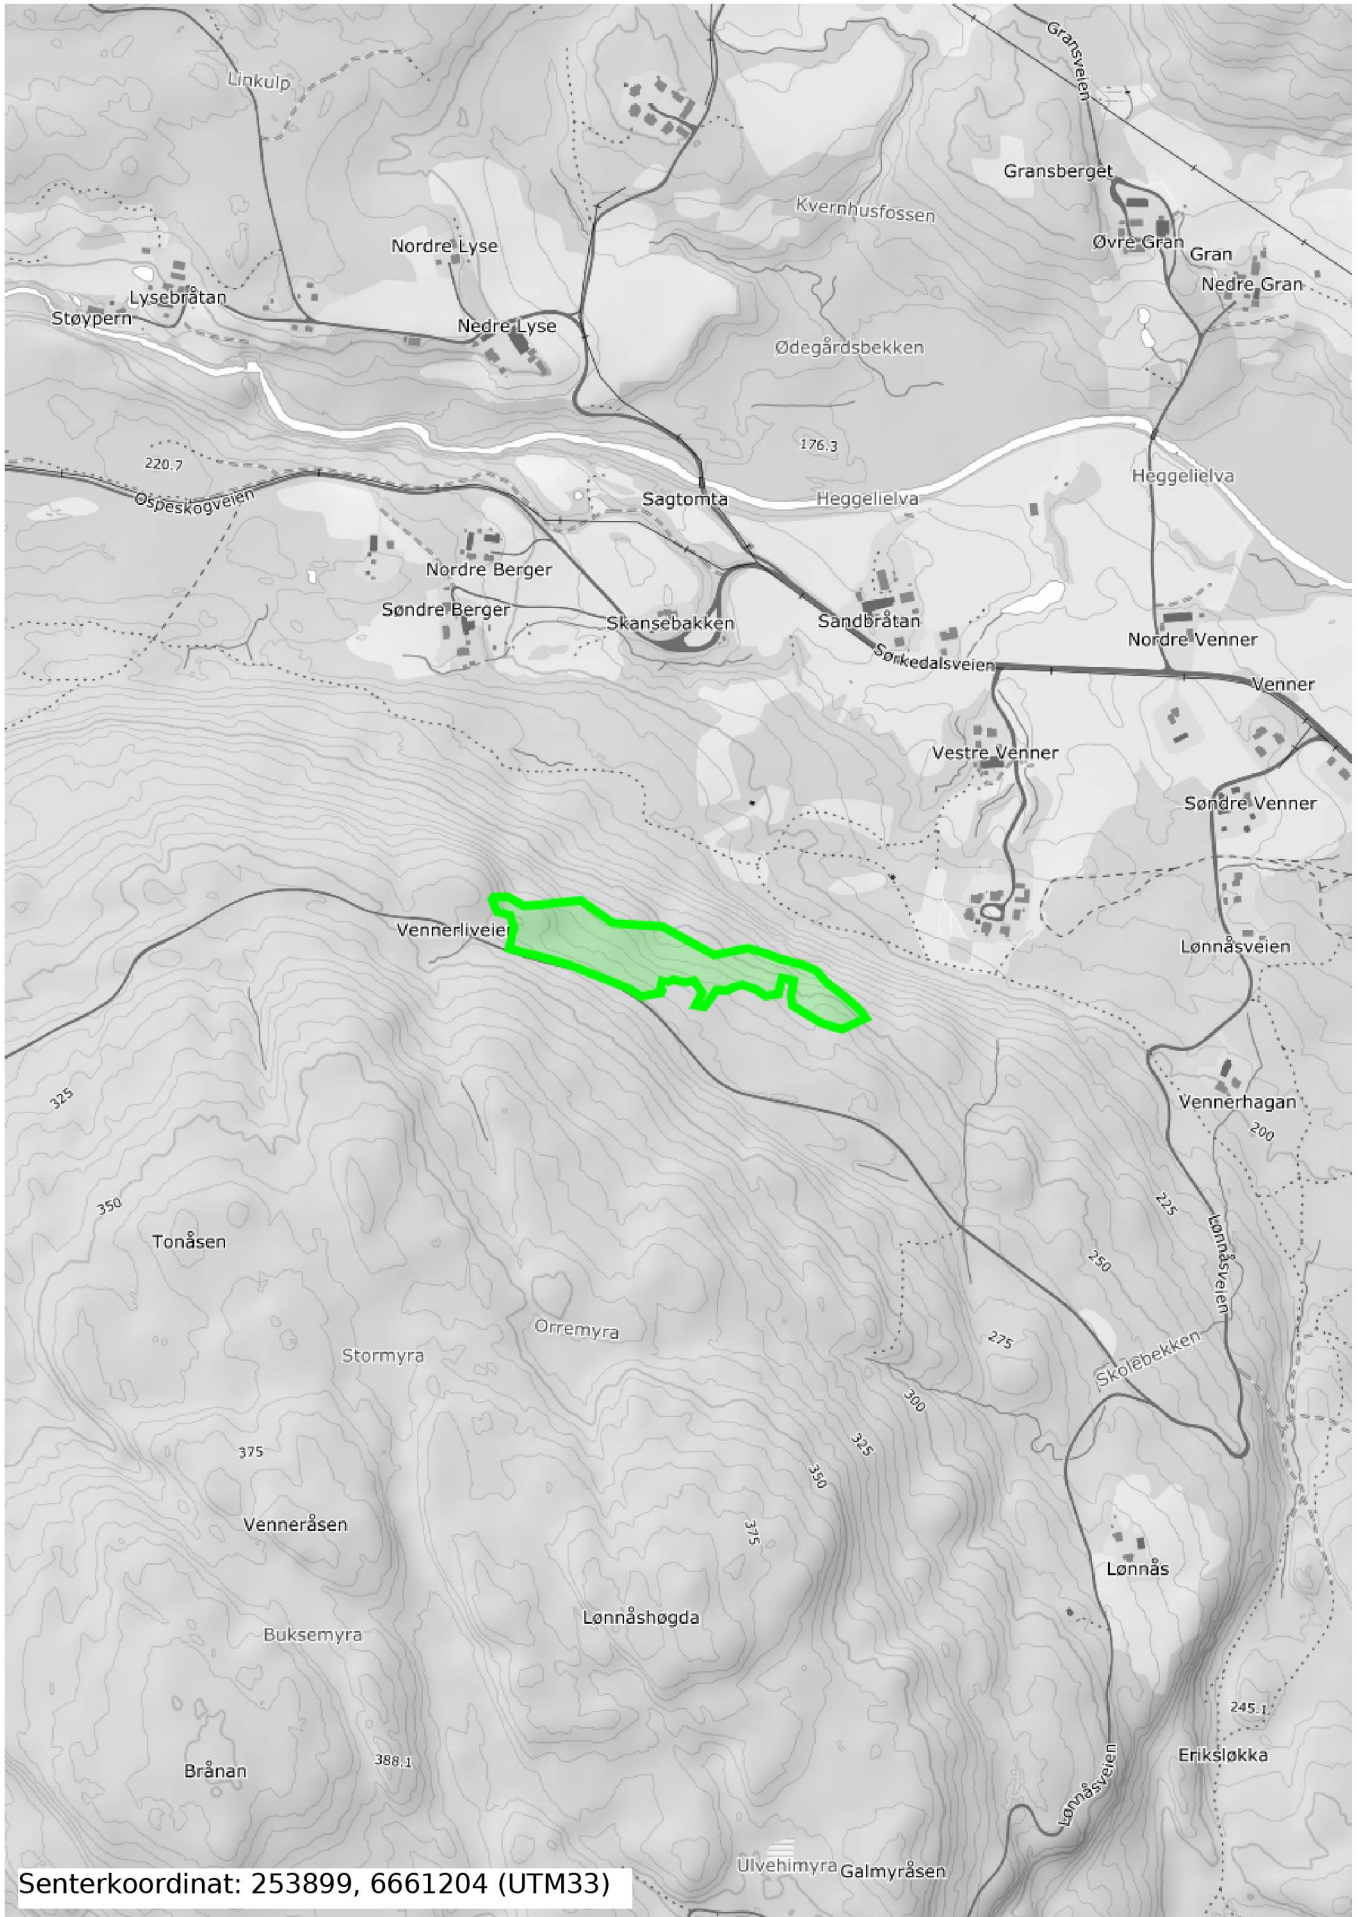 Gransveien
Linkulp
Gransberget
Kvernhusfossen
Nordre Lyse
Øvre Gran
Gran
Nedre Gran
Lysebråtan
Støypern
Nedre Lyse
Ødegårdsbekken
176.3
220.7
Heggelielva
Ospeskogveien
Sagtomta
Heggelielva
Nordre Berger
Søndre Berger
Skansebakken
Sandbråtan
Nordre Venner
Sørkedalsveien
Venner
Vestre Venner
Søndre Venner
Vennerliveien
Lønnåsveien
325
Vennerhagan
200
350
225
Tonåsen
Lønnåsveien
250
Orremyra
275
Stormyra
Skolebekken
300
375
325
350
Venneråsen
375
Lønnås
Lønnåshøgda
Buksemyra
245.1
Eriksløkka
388.1
Brånan
Lønnåsveien
Ulvehimyra
Galmyråsen
Senterkoordinat: 253899, 6661204 (UTM33)